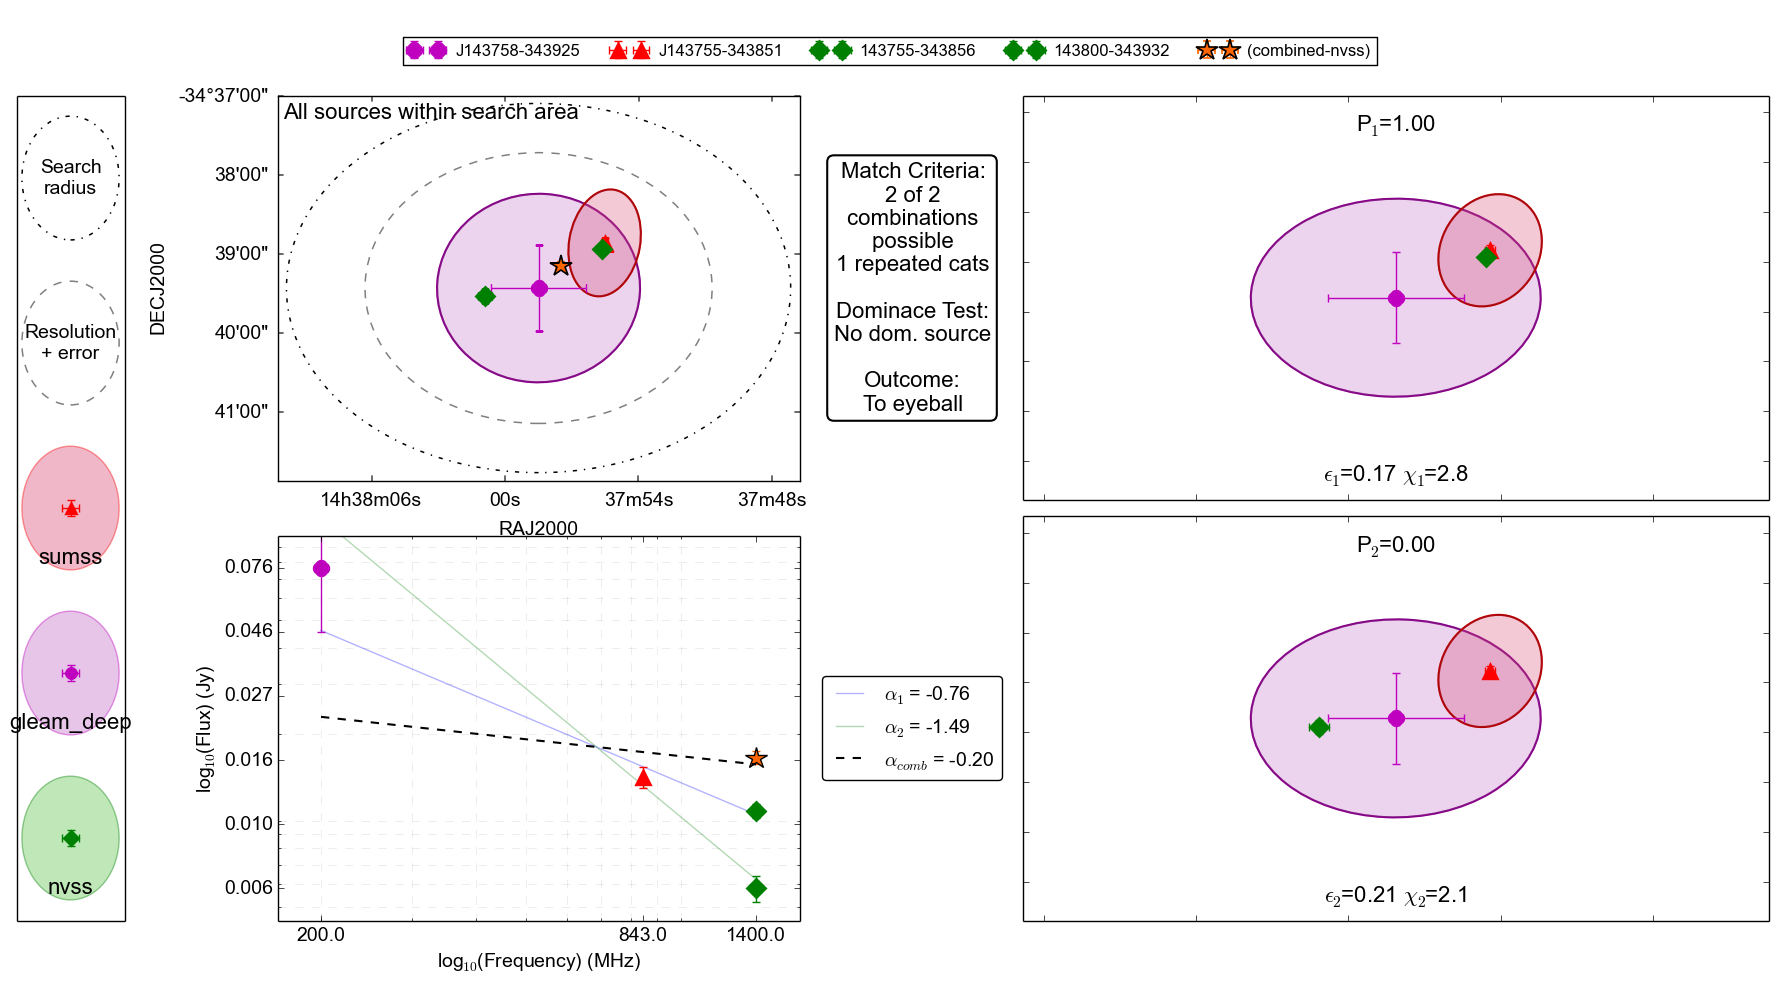 J143758-343925
J143755-343851
143755-343856
143800-343932
(combined-nvss)
Search
radius
Resolution
+ error
sumss
gleam_deep
nvss
All sources within search area
-34°37'00"
38'00"
39'00"
40'00"
41'00"
DECJ2000
14h38m06s
00s
37m54s
37m48s
RAJ2000
Match Criteria:
2 of 2
combinations
possible
1 repeated cats
Dominace Test:
No dom. source
Outcome:
To eyeball
P₁=1.00
ϵ₁=0.17 χ₁=2.8
P₂=0.00
ϵ₂=0.21 χ₂=2.1
0.076
0.046
0.027
0.016
0.010
0.006
log₁₀(Flux) (Jy)
200.0
843.0
1400.0
log₁₀(Frequency) (MHz)
α₁ = -0.76
α₂ = -1.49
α_comb = -0.20